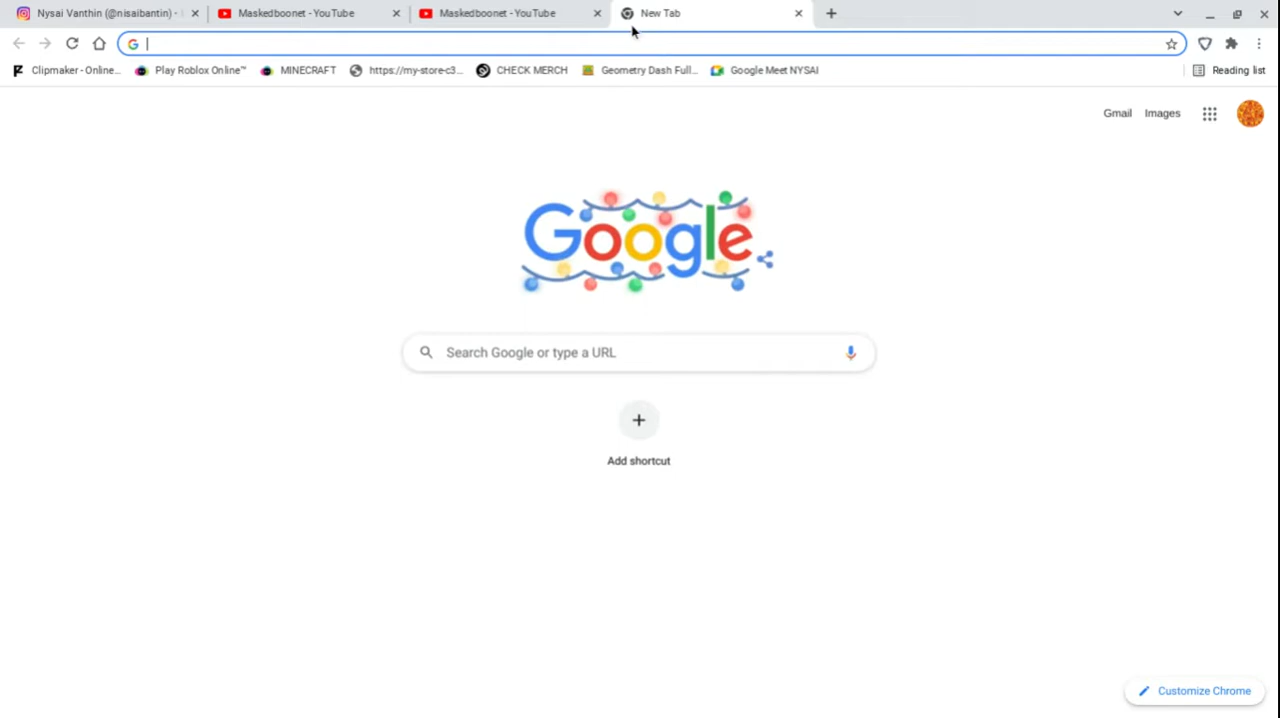 Nysai Vanthin (@nisaibantin) ·
Maskedboonet - YouTube
Maskedboonet - YouTube
New Tab
Clipmaker - Online...
Play Roblox Online™
MINECRAFT
https://my-store-c3...
CHECK MERCH
Geometry Dash Full...
Google Meet NYSAI
Reading list
Gmail
Images
Google
Search Google or type a URL
Add shortcut
Customize Chrome